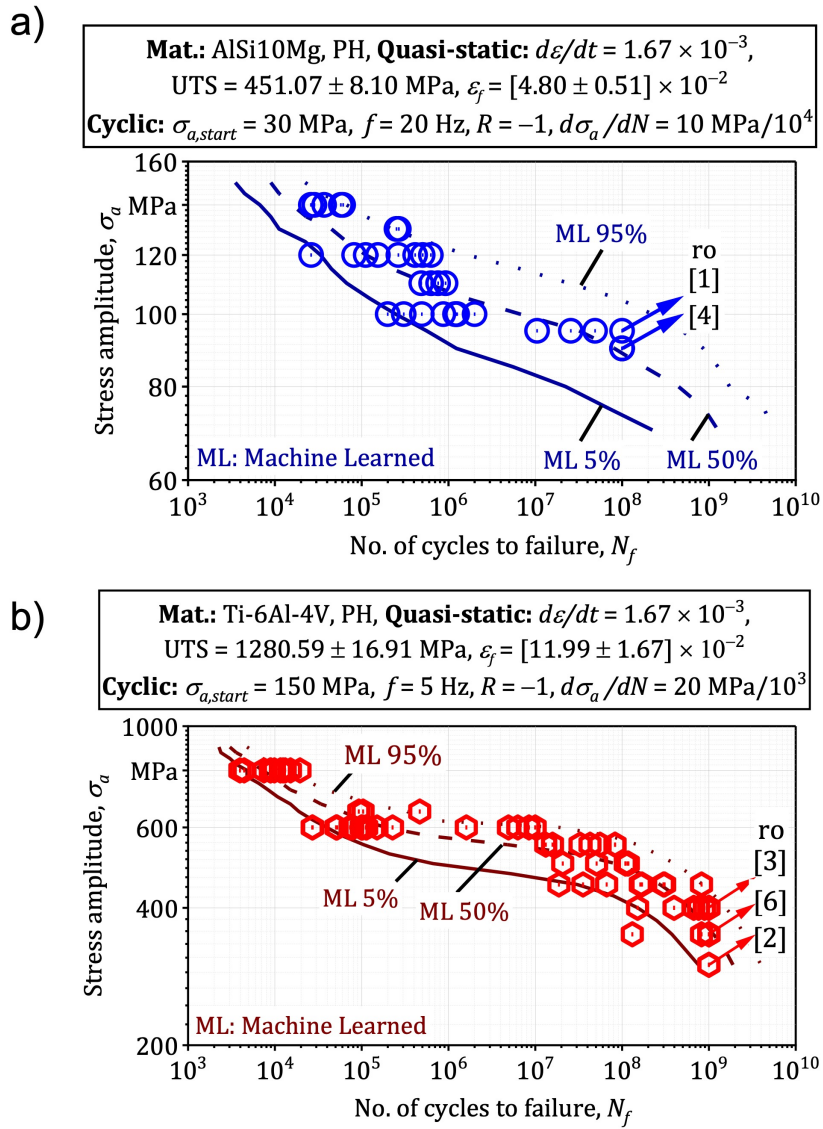 a)
Mat.: AlSi10Mg, PH, Quasi-static: dε/dt = 1.67 × 10⁻³,
UTS = 451.07 ± 8.10 MPa, ε_f = [4.80 ± 0.51] × 10⁻²
Cyclic: σ_a,start = 30 MPa, f = 20 Hz, R = −1, dσ_a/dN = 10 MPa/10⁴
160
MPa
120
100
80
60
Stress amplitude, σ_a
ML 95%
ro
[1]
[4]
ML: Machine Learned
ML 5%
ML 50%
10³ 10⁴ 10⁵ 10⁶ 10⁷ 10⁸ 10⁹ 10¹⁰
No. of cycles to failure, N_f
b)
Mat.: Ti-6Al-4V, PH, Quasi-static: dε/dt = 1.67 × 10⁻³,
UTS = 1280.59 ± 16.91 MPa, ε_f = [11.99 ± 1.67] × 10⁻²
Cyclic: σ_a,start = 150 MPa, f = 5 Hz, R = −1, dσ_a/dN = 20 MPa/10³
1000
MPa
600
400
200
Stress amplitude, σ_a
ML 95%
ro
[3]
[6]
[2]
ML 5%
ML 50%
ML: Machine Learned
10³ 10⁴ 10⁵ 10⁶ 10⁷ 10⁸ 10⁹ 10¹⁰
No. of cycles to failure, N_f